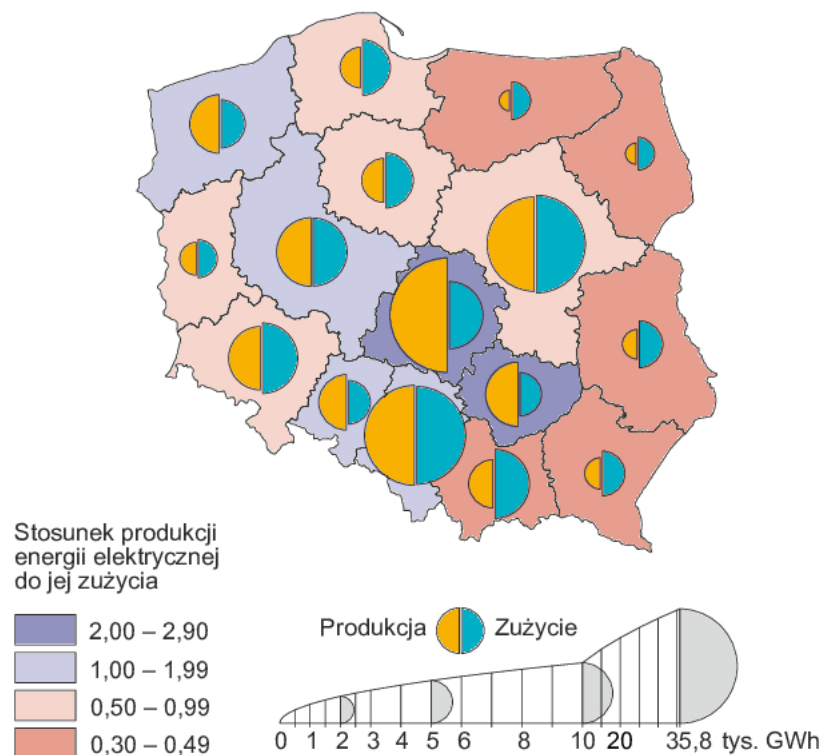 Stosunek produkcji
energii elektrycznej
do jej zużycia
2,00 – 2,90
1,00 – 1,99
0,50 – 0,99
0,30 – 0,49
Produkcja Zużycie
0 1 2 3 4 5 6 8 10 20 35,8 tys. GWh